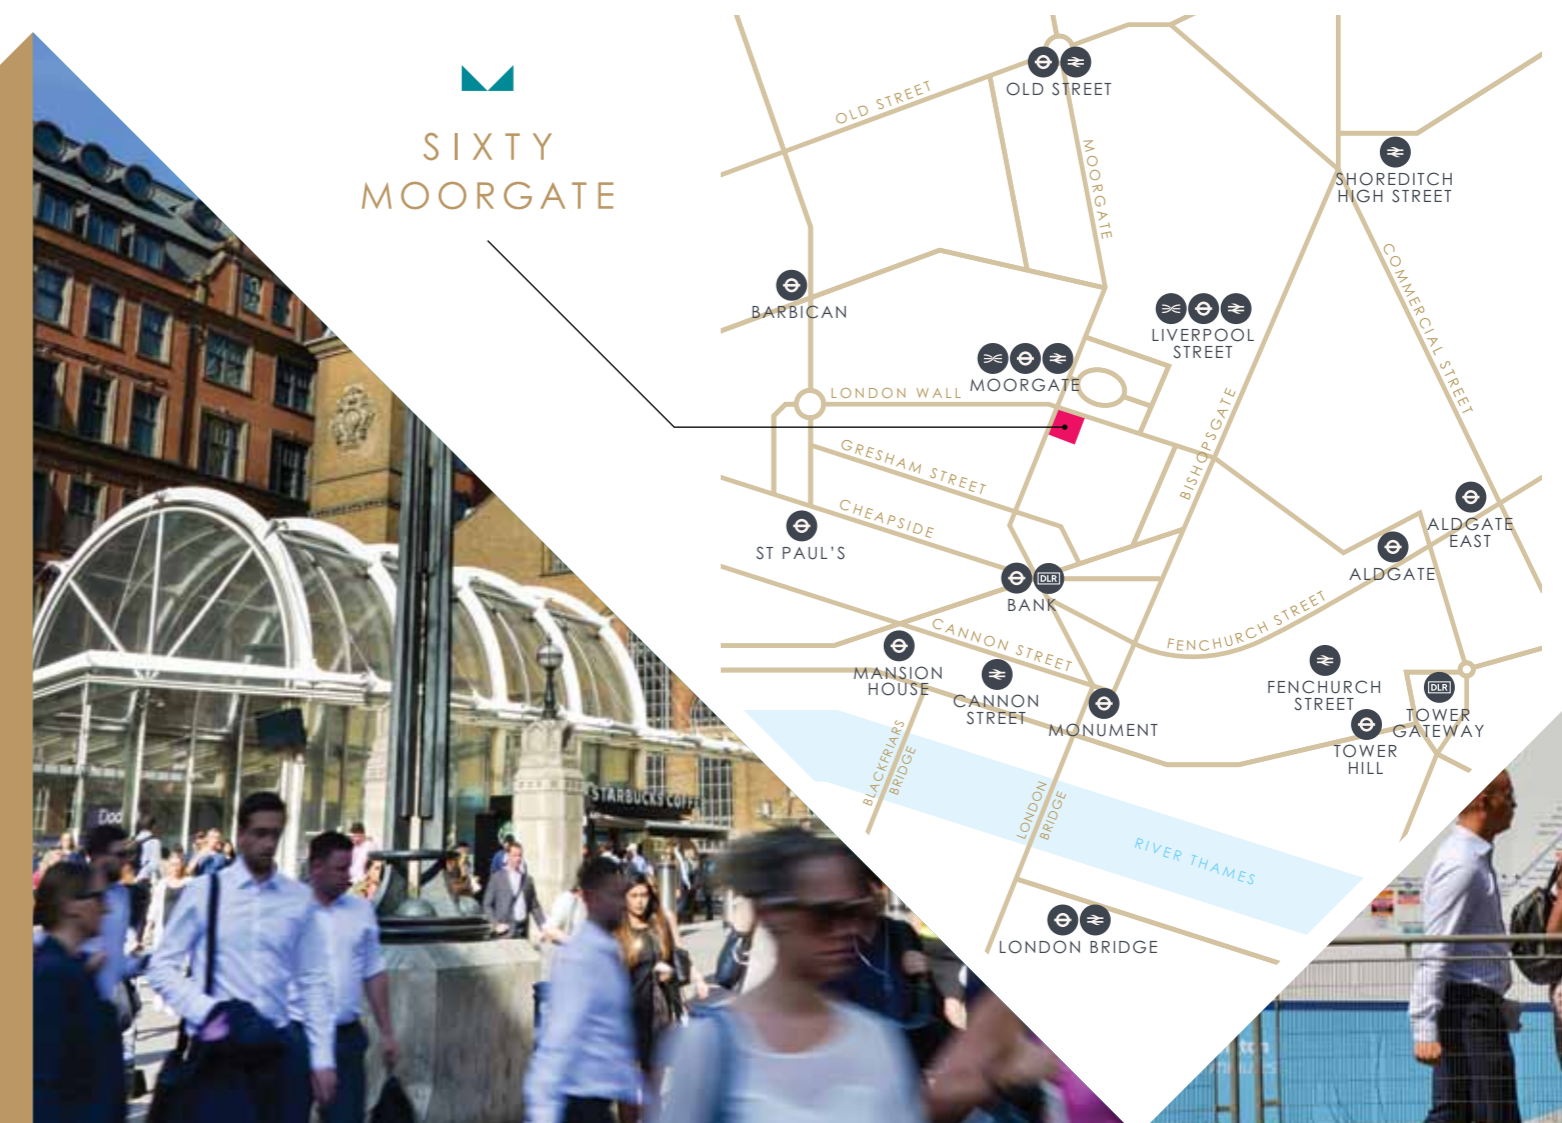 SIXTY
MOORGATE
OLD STREET
OLD STREET
MOORGATE
SHOREDITCH
HIGH STREET
COMMERCIAL STREET
BARBICAN
LIVERPOOL
STREET
MOORGATE
LONDON WALL
BISHOPSGATE
GRESHAM STREET
CHEAPSIDE
ST PAUL'S
ALDGATE
EAST
ALDGATE
DLR
BANK
FENCHURCH STREET
CANNON STREET
MANSION
HOUSE
CANNON
STREET
MONUMENT
FENCHURCH
STREET
DLR
TOWER
GATEWAY
TOWER
HILL
BLACKFRIARS
BRIDGE
LONDON
BRIDGE
RIVER THAMES
LONDON BRIDGE
STARBUCKS COFFEE